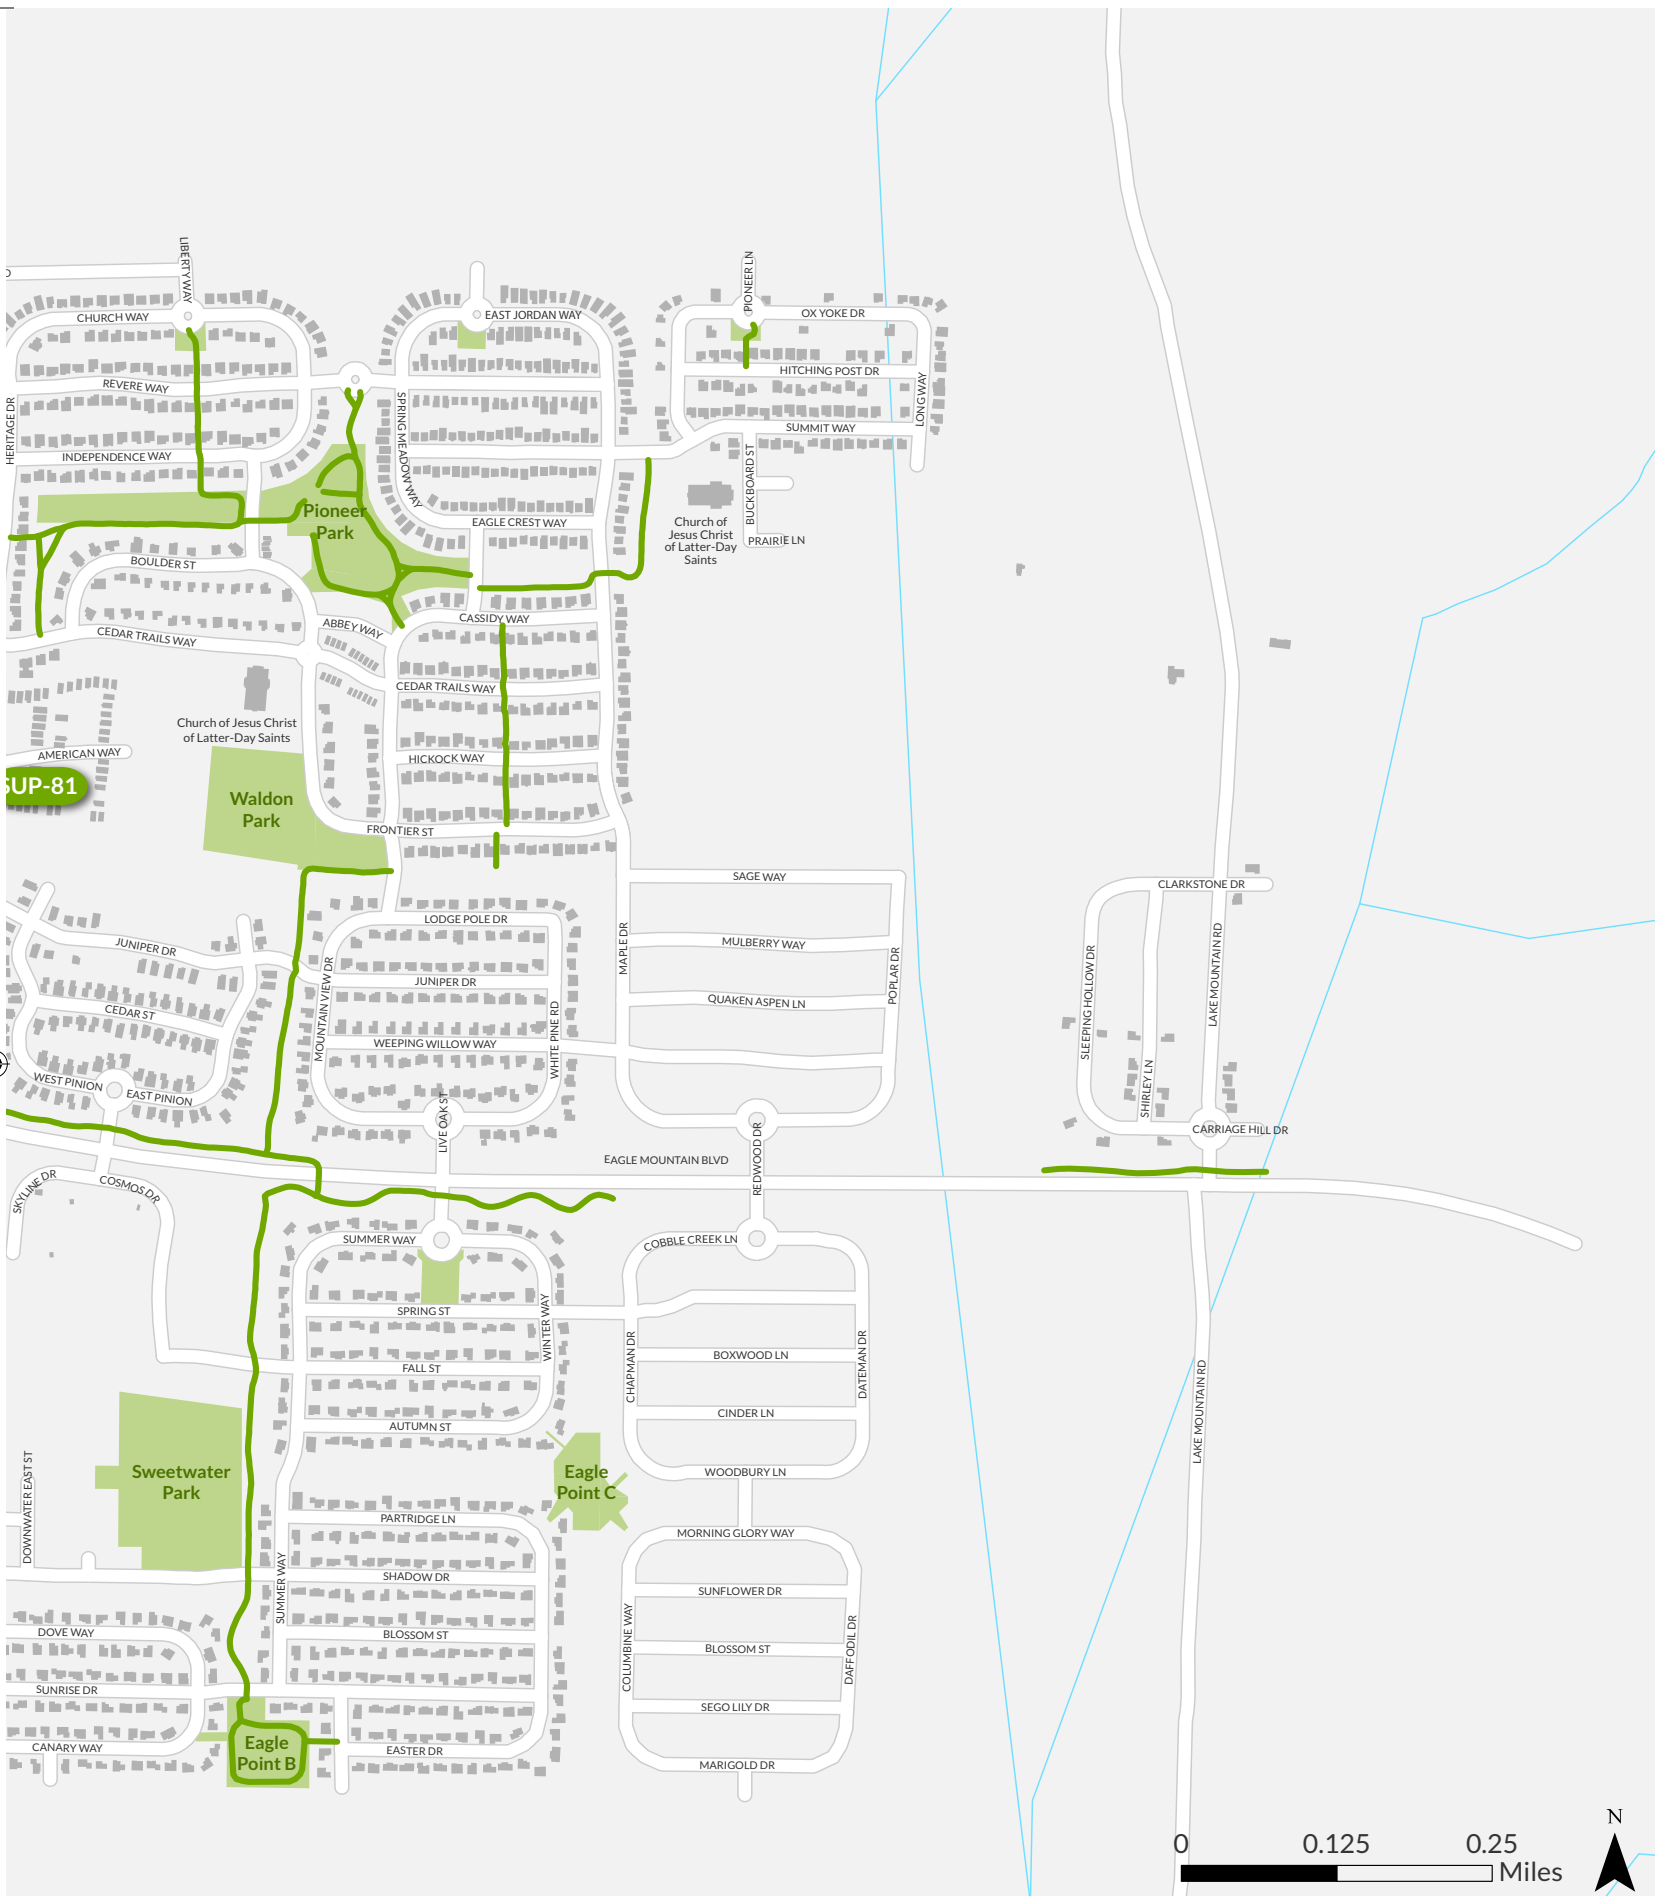 LIBERTY WAY
PIONEER LN
CHURCH WAY
EAST JORDAN WAY
OX YOKE DR
HITCHING POST DR
REVERE WAY
HERITAGE DR
SPRING MEADOW WAY
LONG WAY
SUMMIT WAY
INDEPENDENCE WAY
BUCKBOARD ST
Pioneer
Park
EAGLE CREST WAY
Church of
Jesus Christ
of Latter-Day
Saints
PRAIRIE LN
BOULDER ST
ABBEY WAY
CASSIDY WAY
CEDAR TRAILS WAY
CEDAR TRAILS WAY
Church of Jesus Christ
of Latter-Day Saints
AMERICAN WAY
HICKOCK WAY
SUP-81
Waldon
Park
FRONTIER ST
SAGE WAY
CLARKSTONE DR
LODGE POLE DR
JUNIPER DR
MAPLE DR
MULBERRY WAY
POPLAR DR
LAKE MOUNTAIN RD
SLEEPING HOLLOW DR
JUNIPER DR
MOUNTAIN VIEW DR
QUAKEN ASPEN LN
CEDAR ST
WHITE PINE RD
WEEPING WILLOW WAY
WEST PINION
EAST PINION
SHIRLEY LN
LIVE OAK ST
CARRIAGE HILL DR
EAGLE MOUNTAIN BLVD
REDWOOD DR
SKYLINE DR
COSMOS DR
SUMMER WAY
COBBLE CREEK LN
SPRING ST
WINTER WAY
CHAPMAN DR
BOXWOOD LN
DATEMAN DR
FALL ST
LAKE MOUNTAIN RD
CINDER LN
AUTUMN ST
Sweetwater
Park
Eagle
Point C
WOODBURY LN
DOWNWATER EAST ST
PARTRIDGE LN
MORNING GLORY WAY
SHADOW DR
SUMMER WAY
SUNFLOWER DR
DOVE WAY
BLOSSOM ST
COLUMBINE WAY
BLOSSOM ST
DAFFODIL DR
SUNRISE DR
SEGO LILY DR
CANARY WAY
Eagle
Point B
EASTER DR
MARIGOLD DR
N
0 0.125 0.25
Miles